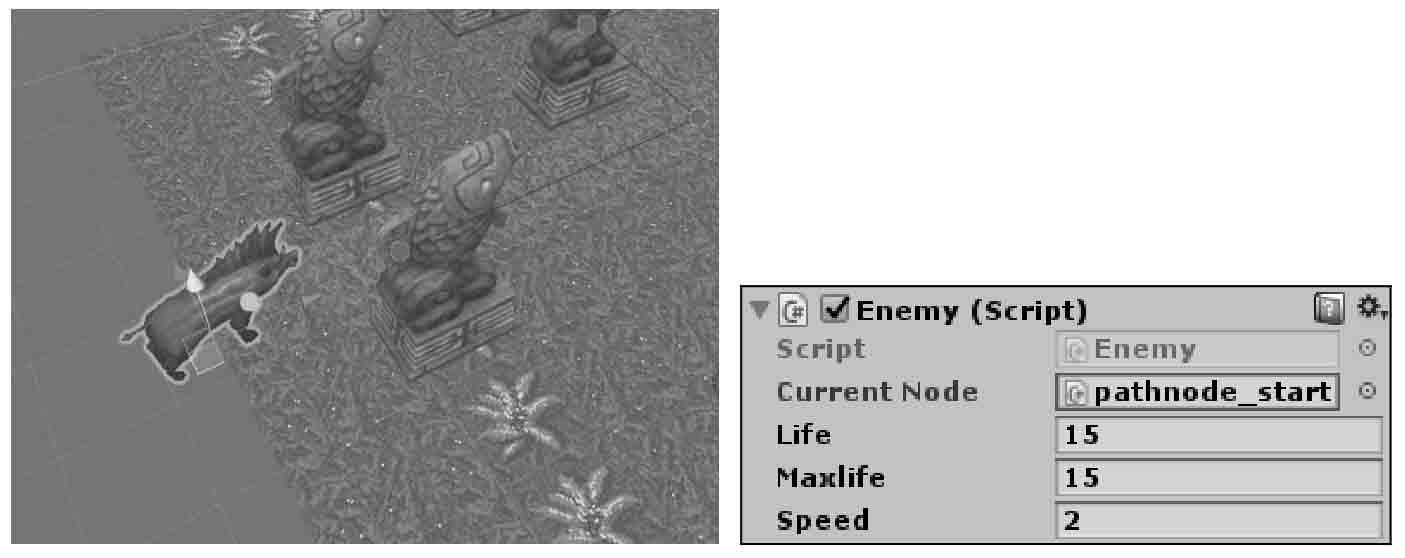 Enemy (Script)
Script Enemy
Current Node pathnode_start
Life 15
Maxlife 15
Speed 2